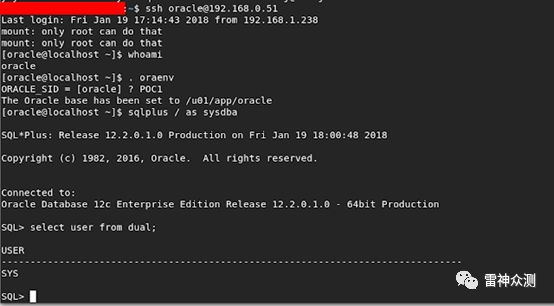 :~$ ssh oracle@192.168.0.51
Last login: Fri Jan 19 17:14:43 2018 from 192.168.1.238
mount: only root can do that
mount: only root can do that
[oracle@localhost ~]$ whoami
oracle
[oracle@localhost ~]$ . oraenv
ORACLE_SID = [oracle] ? POC1
The Oracle base has been set to /u01/app/oracle
[oracle@localhost ~]$ sqlplus / as sysdba
SQL*Plus: Release 12.2.0.1.0 Production on Fri Jan 19 18:00:48 2018
Copyright (c) 1982, 2016, Oracle.  All rights reserved.
Connected to:
Oracle Database 12c Enterprise Edition Release 12.2.0.1.0 - 64bit Production
SQL> select user from dual;
USER
--------------------------------------------------------------------------------
SYS
SQL>
雷神众测